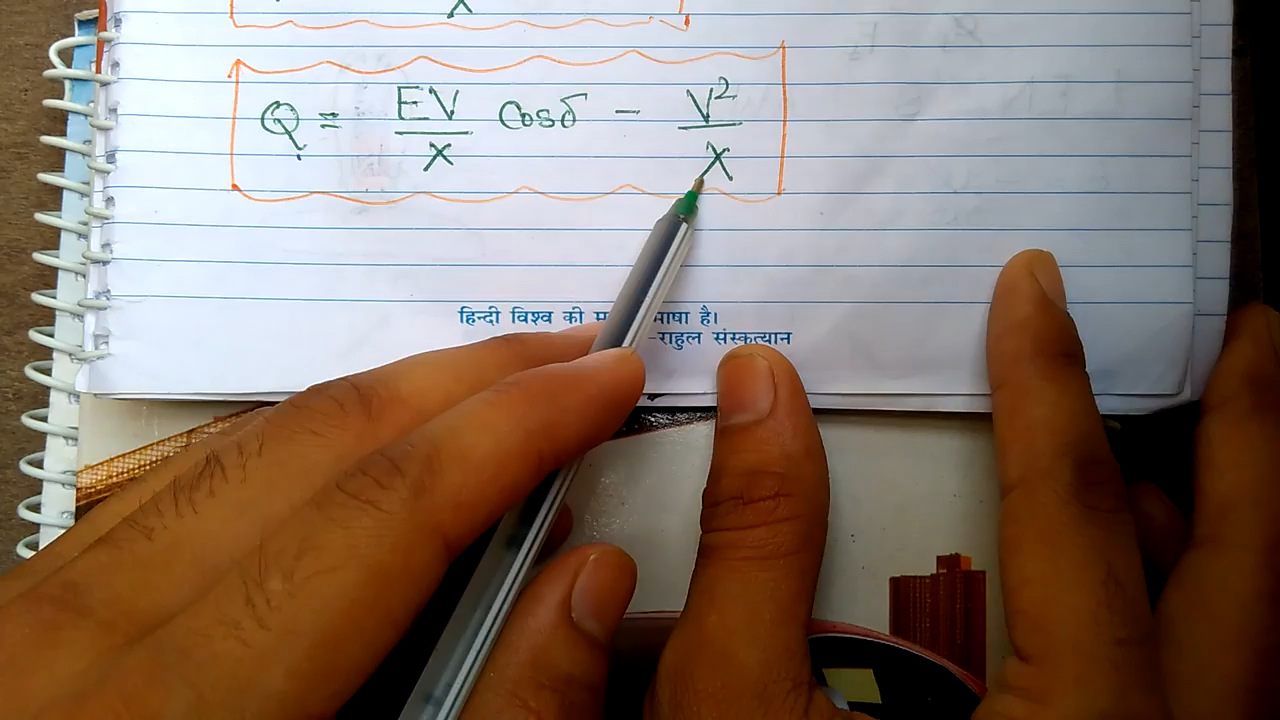 x
Q = EV/x Cosδ - V²/x
हिन्दी विश्व की भाषा है।
-राहुल संस्कृत्यान